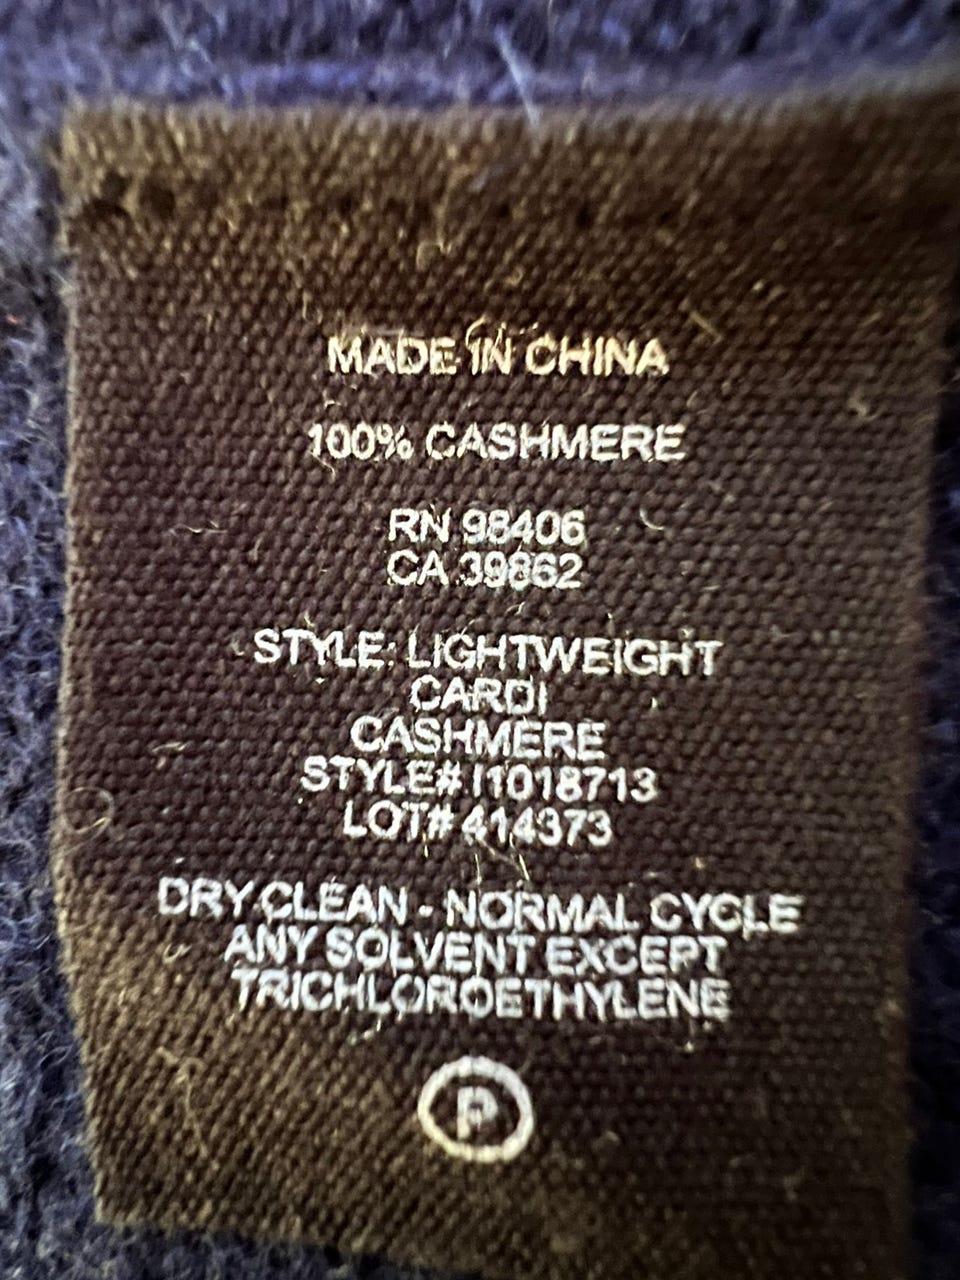 MADE IN CHINA
100% CASHMERE
RN 98406
CA 39862
STYLE: LIGHTWEIGHT
CARDI
CASHMERE
STYLE# I1018713
LOT# 414373
DRY CLEAN - NORMAL CYCLE
ANY SOLVENT EXCEPT
TRICHLOROETHYLENE
P